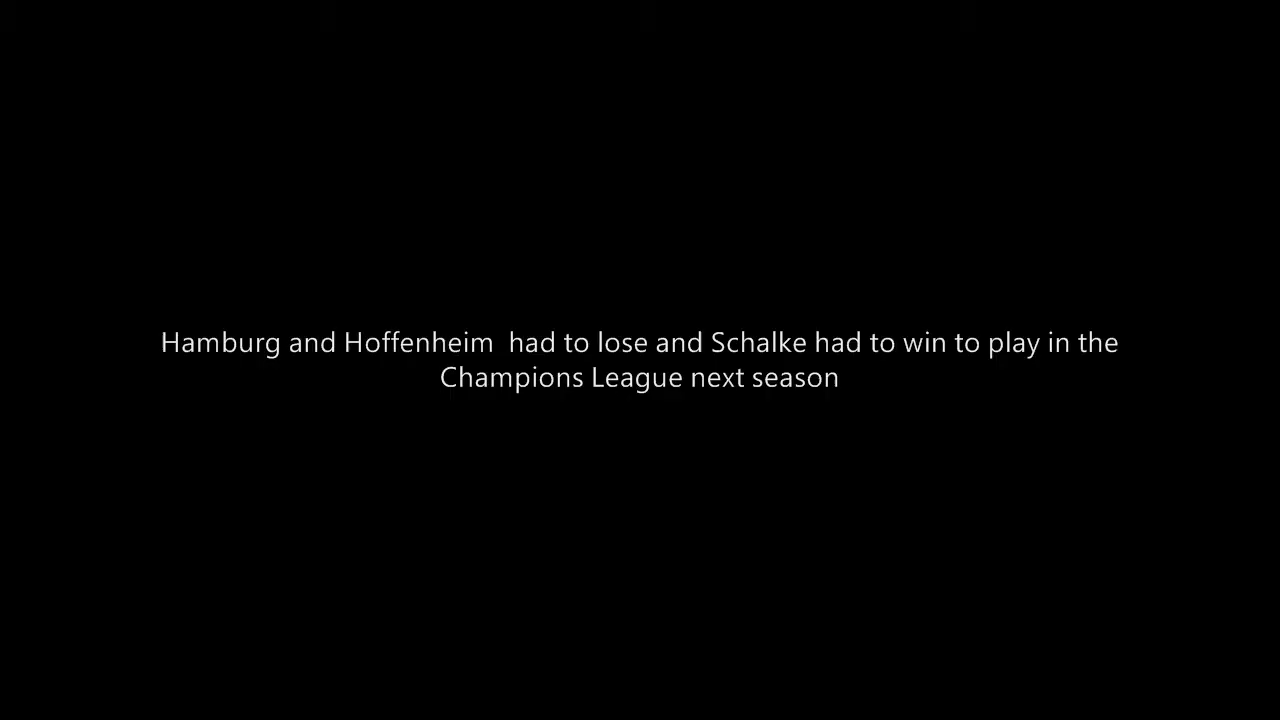 Hamburg and Hoffenheim  had to lose and Schalke had to win to play in the
Champions League next season